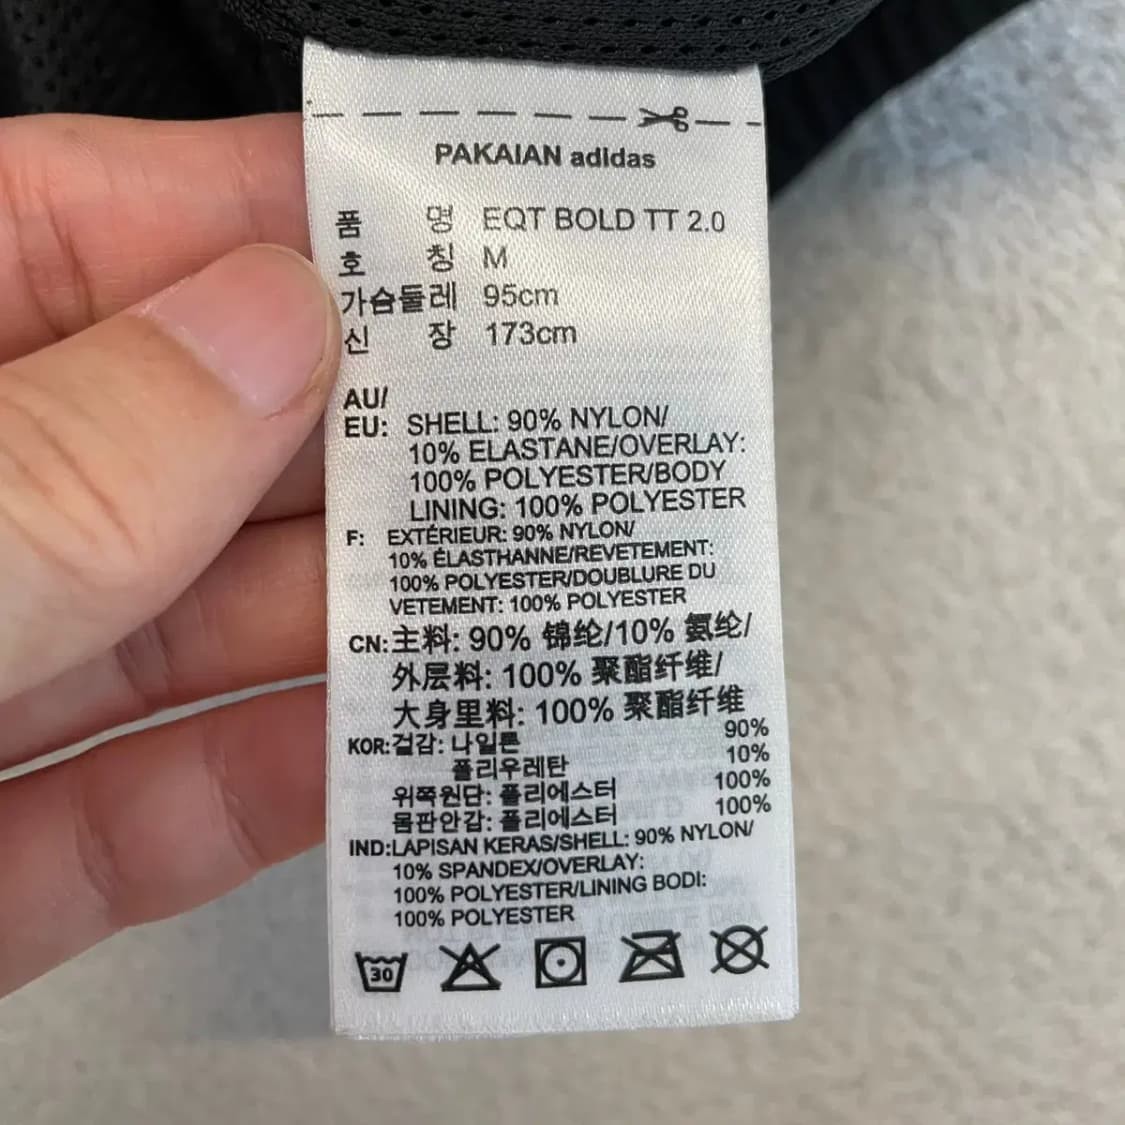 PAKAIAN adidas
품 명 EQT BOLD TT 2.0
호 칭 M
가슴둘레 95cm
신 장 173cm
AU/
EU: SHELL: 90% NYLON/
10% ELASTANE/OVERLAY:
100% POLYESTER/BODY
LINING: 100% POLYESTER
F: EXTÉRIEUR: 90% NYLON/
10% ÉLASTHANNE/REVETEMENT:
100% POLYESTER/DOUBLURE DU
VETEMENT: 100% POLYESTER
CN: 主料: 90% 锦纶/10% 氨纶/
外层料: 100% 聚酯纤维/
大身里料: 100% 聚酯纤维
KOR: 겉감: 나일론 90%
폴리우레탄 10%
위쪽원단: 폴리에스터 100%
몸판안감: 폴리에스터 100%
IND: LAPISAN KERAS/SHELL: 90% NYLON/
10% SPANDEX/OVERLAY:
100% POLYESTER/LINING BODI:
100% POLYESTER
30